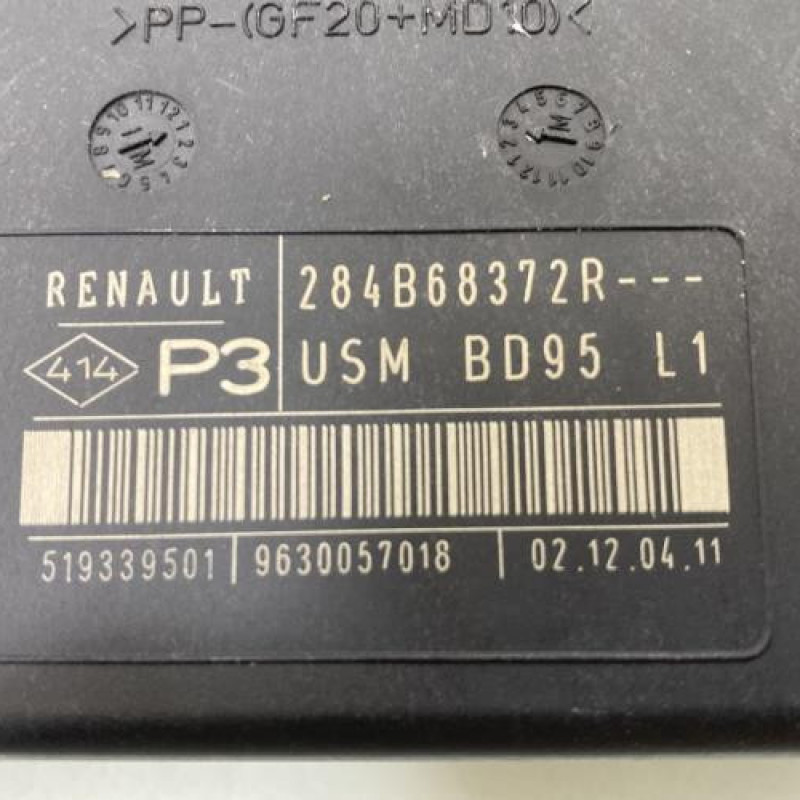 >PP-(GF20+MD10)<
RENAULT 284B68372R---
414 P3 USM BD95 L1
519339501 9630057018 02.12.04.11